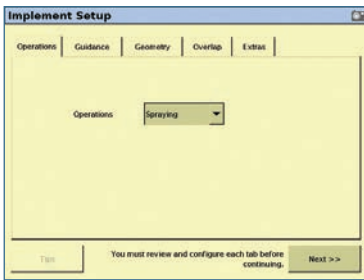 Implement Setup
Operations Guidance Geometry Overlap Extras
Operations Spraying
You must review and configure each tab before
continuing.
Next >>